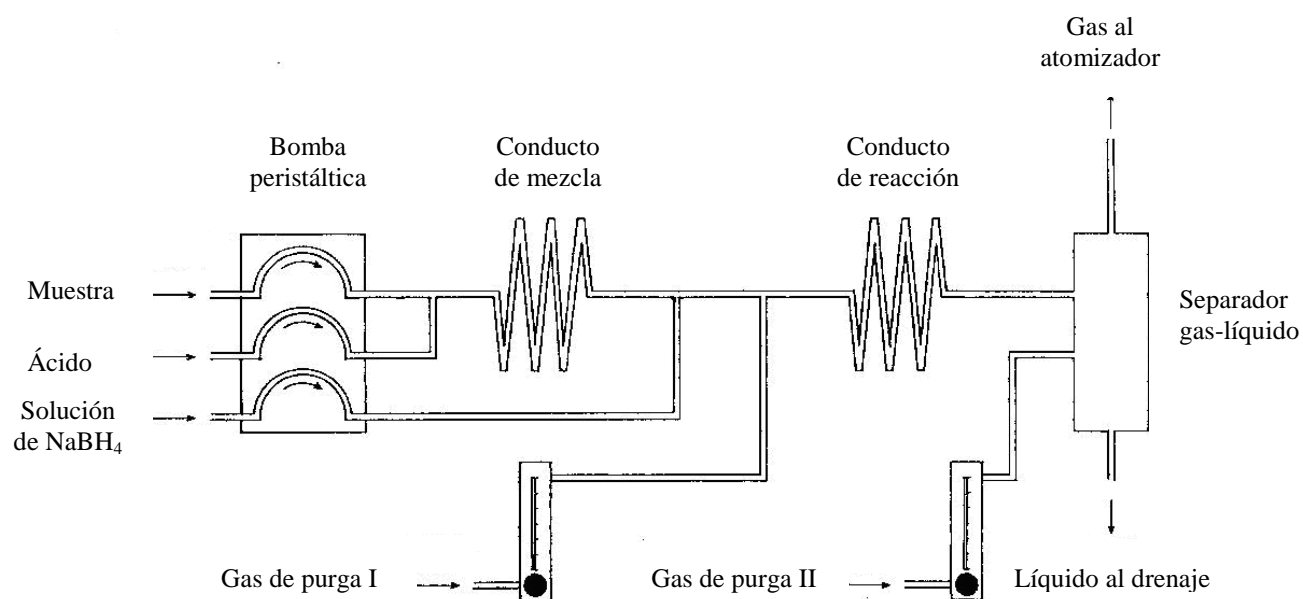 Gas al
atomizador
Bomba
peristáltica
Conducto
de mezcla
Conducto
de reacción
Muestra
Separador
gas-líquido
Ácido
Solución
de NaBH₄
Gas de purga I
Gas de purga II
Líquido al drenaje